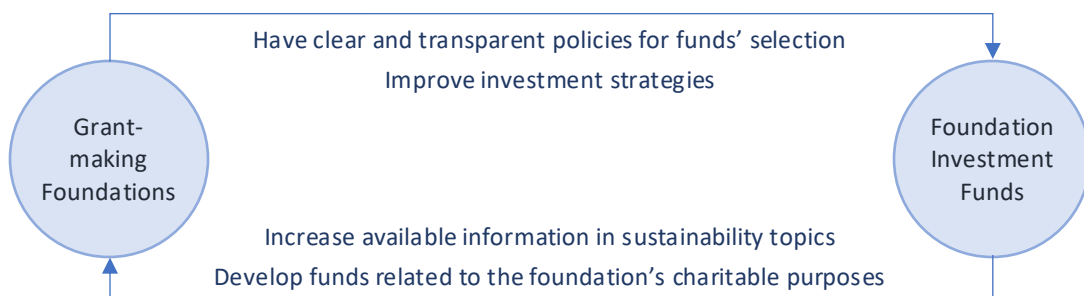 Have clear and transparent policies for funds’ selection
Improve investment strategies
Grant-
making
Foundations
Foundation
Investment
Funds
Increase available information in sustainability topics
Develop funds related to the foundation’s charitable purposes